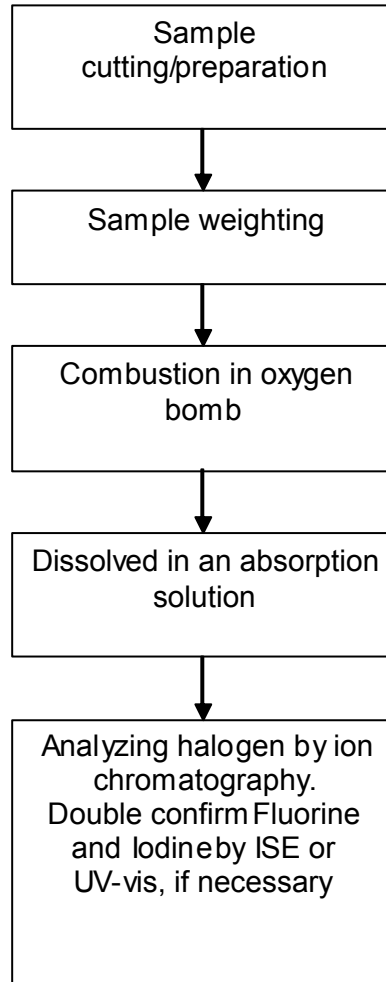 Sample
cutting/preparation
Sample weighting
Combustion in oxygen
bomb
Dissolved in an absorption
solution
Analyzing halogen by ion
chromatography.
Double confirm Fluorine
and Iodine by ISE or
UV-vis, if necessary